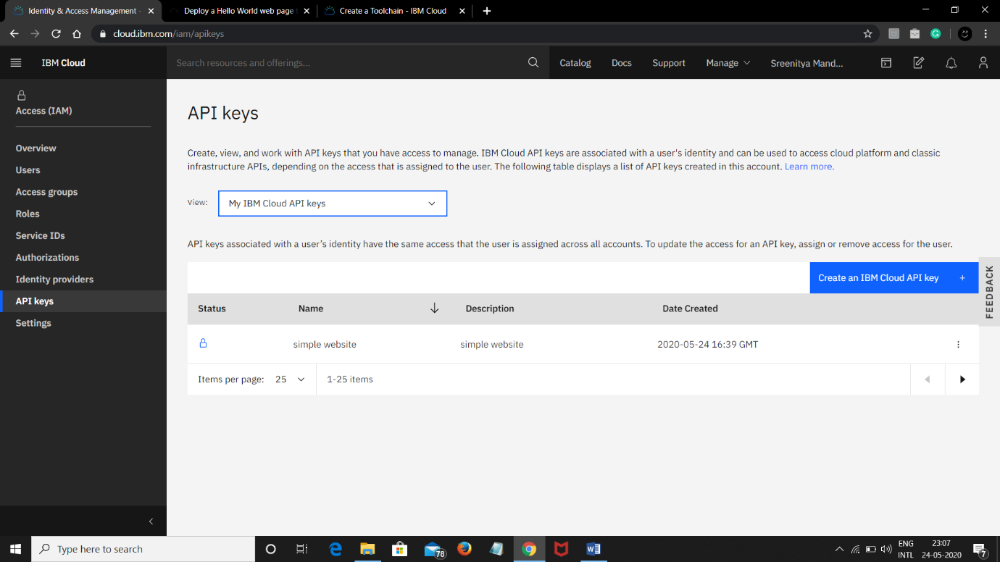 Identity & Access Management -
Deploy a Hello World web page
Create a Toolchain - IBM Cloud
cloud.ibm.com/iam/apikeys
IBM Cloud
Search resources and offerings...
Catalog
Docs
Support
Manage
Sreenitya Mand...
Access (IAM)
Overview
Users
Access groups
Roles
Service IDs
Authorizations
Identity providers
API keys
Settings
API keys
Create, view, and work with API keys that you have access to manage. IBM Cloud API keys are associated with a user's identity and can be used to access cloud platform and classic
infrastructure APIs, depending on the access that is assigned to the user. The following table displays a list of API keys created in this account. Learn more.
View:
My IBM Cloud API keys
API keys associated with a user’s identity have the same access that the user is assigned across all accounts. To update the access for an API key, assign or remove access for the user.
Create an IBM Cloud API key +
FEEDBACK
Status Name Description Date Created
simple website simple website 2020-05-24 16:39 GMT
Items per page: 25 1-25 items
Type here to search
78
ENG
INTL
23:07
24-05-2020
7